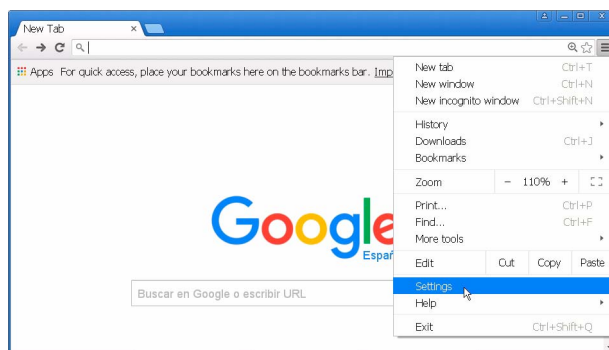 New Tab
Apps For quick access, place your bookmarks here on the bookmarks bar. Imp
New tab Ctrl+T
New window Ctrl+N
New incognito window Ctrl+Shift+N
History
Downloads Ctrl+J
Bookmarks
Zoom − 110% +
Print... Ctrl+P
Find... Ctrl+F
More tools
Edit Cut Copy Paste
Settings
Help
Exit Ctrl+Shift+Q
Google
Españ
Buscar en Google o escribir URL